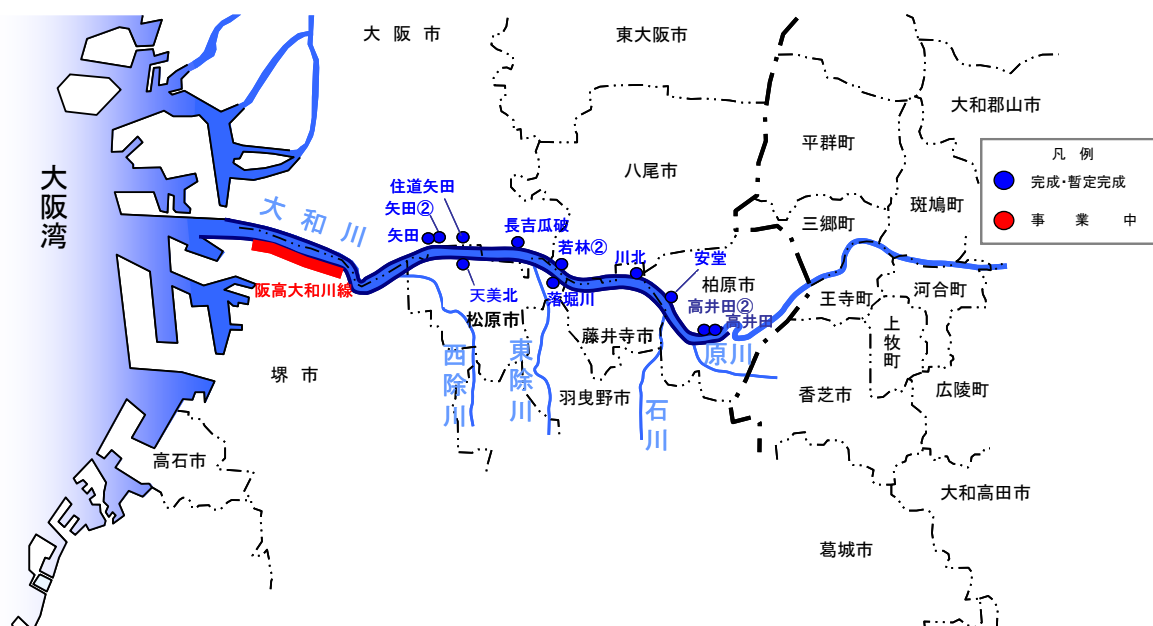 大阪市
東大阪市
大和郡山市
平群町
凡例
完成・暫定完成
事業中
大阪湾
八尾市
住道矢田
矢田②
矢田
大和川
長吉瓜破
若林②
川北
安堂
三郷町
斑鳩町
阪高大和川線
天美北
落堀川
松原市
柏原市
高井田②
高井田
王寺町
河合町
上牧町
藤井寺市
原川
堺市
西除川
東除川
羽曳野市
石川
香芝市
広陵町
高石市
大和高田市
葛城市